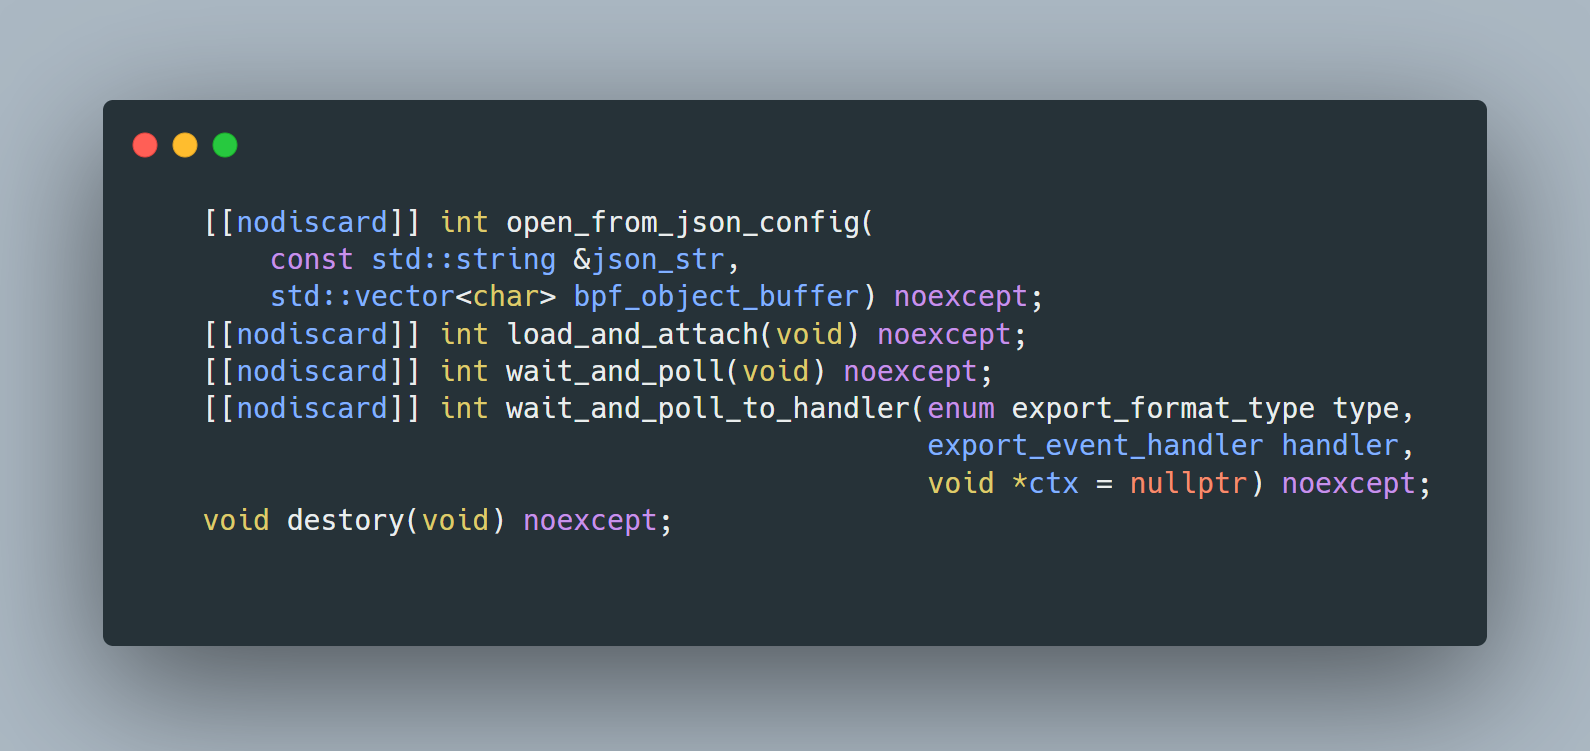 [[nodiscard]] int open_from_json_config(
const std::string &json_str,
std::vector<char> bpf_object_buffer) noexcept;
[[nodiscard]] int load_and_attach(void) noexcept;
[[nodiscard]] int wait_and_poll(void) noexcept;
[[nodiscard]] int wait_and_poll_to_handler(enum export_format_type type,
export_event_handler handler,
void *ctx = nullptr) noexcept;
void destory(void) noexcept;